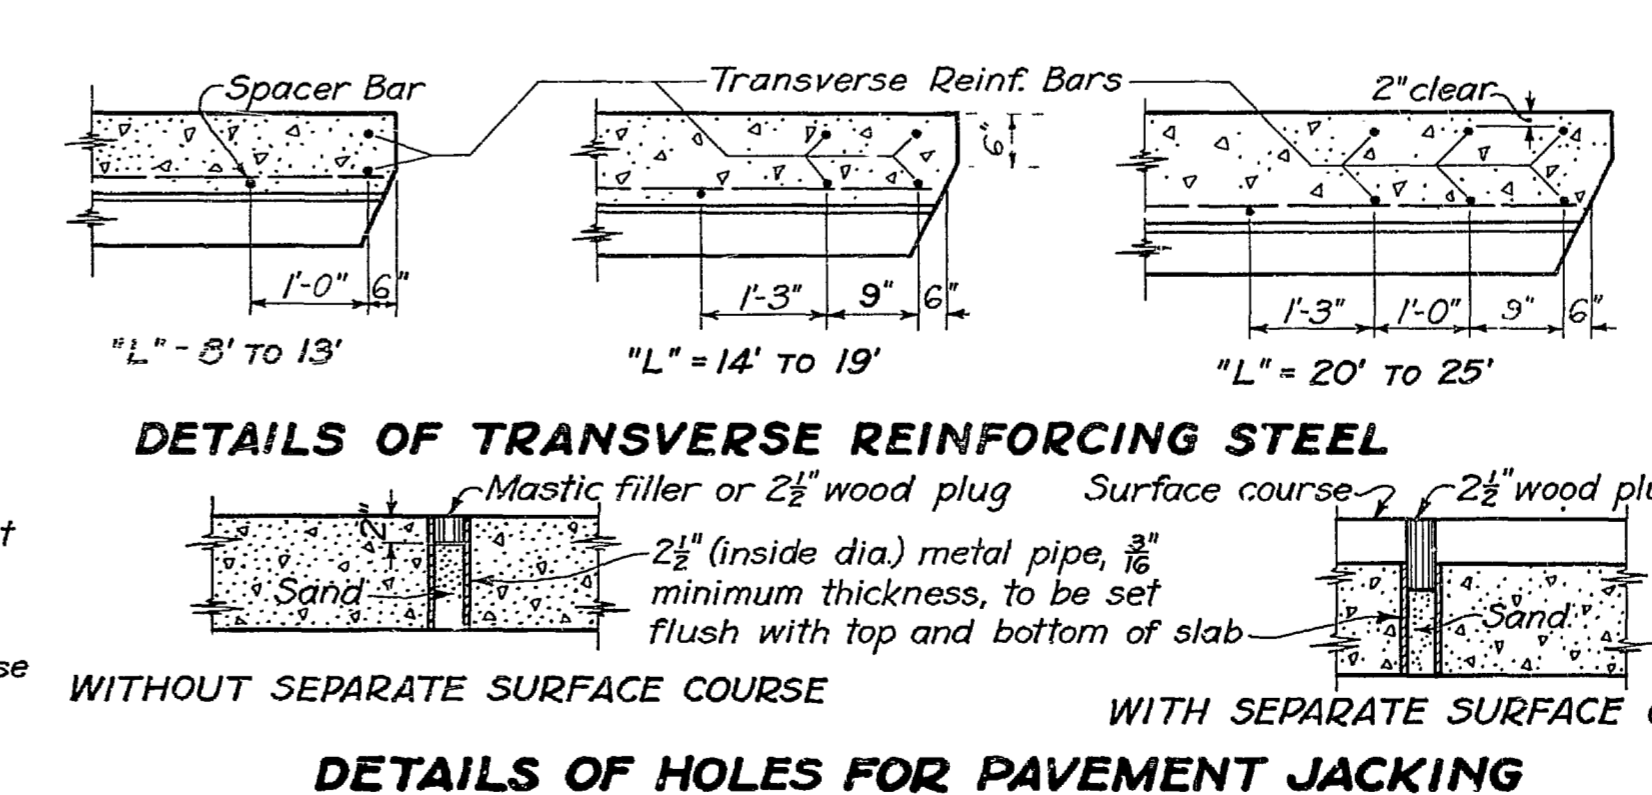 Spacer Bar
Transverse Reinf. Bars
2" clear
6"
1'-0" 6"
1'-3" 9" 6"
1'-3" 1'-0" 9" 6"
"L" - 8' TO 13'
"L" = 14' TO 19'
"L" = 20' TO 25'
DETAILS OF TRANSVERSE REINFORCING STEEL
Mastic filler or 2½" wood plug
2"
Sand
2½" (inside dia.) metal pipe, 3/16"
minimum thickness, to be set
flush with top and bottom of slab
Surface course
2½" wood
Sand
WITHOUT SEPARATE SURFACE COURSE
WITH SEPARATE SURFACE
DETAILS OF HOLES FOR PAVEMENT JACKING